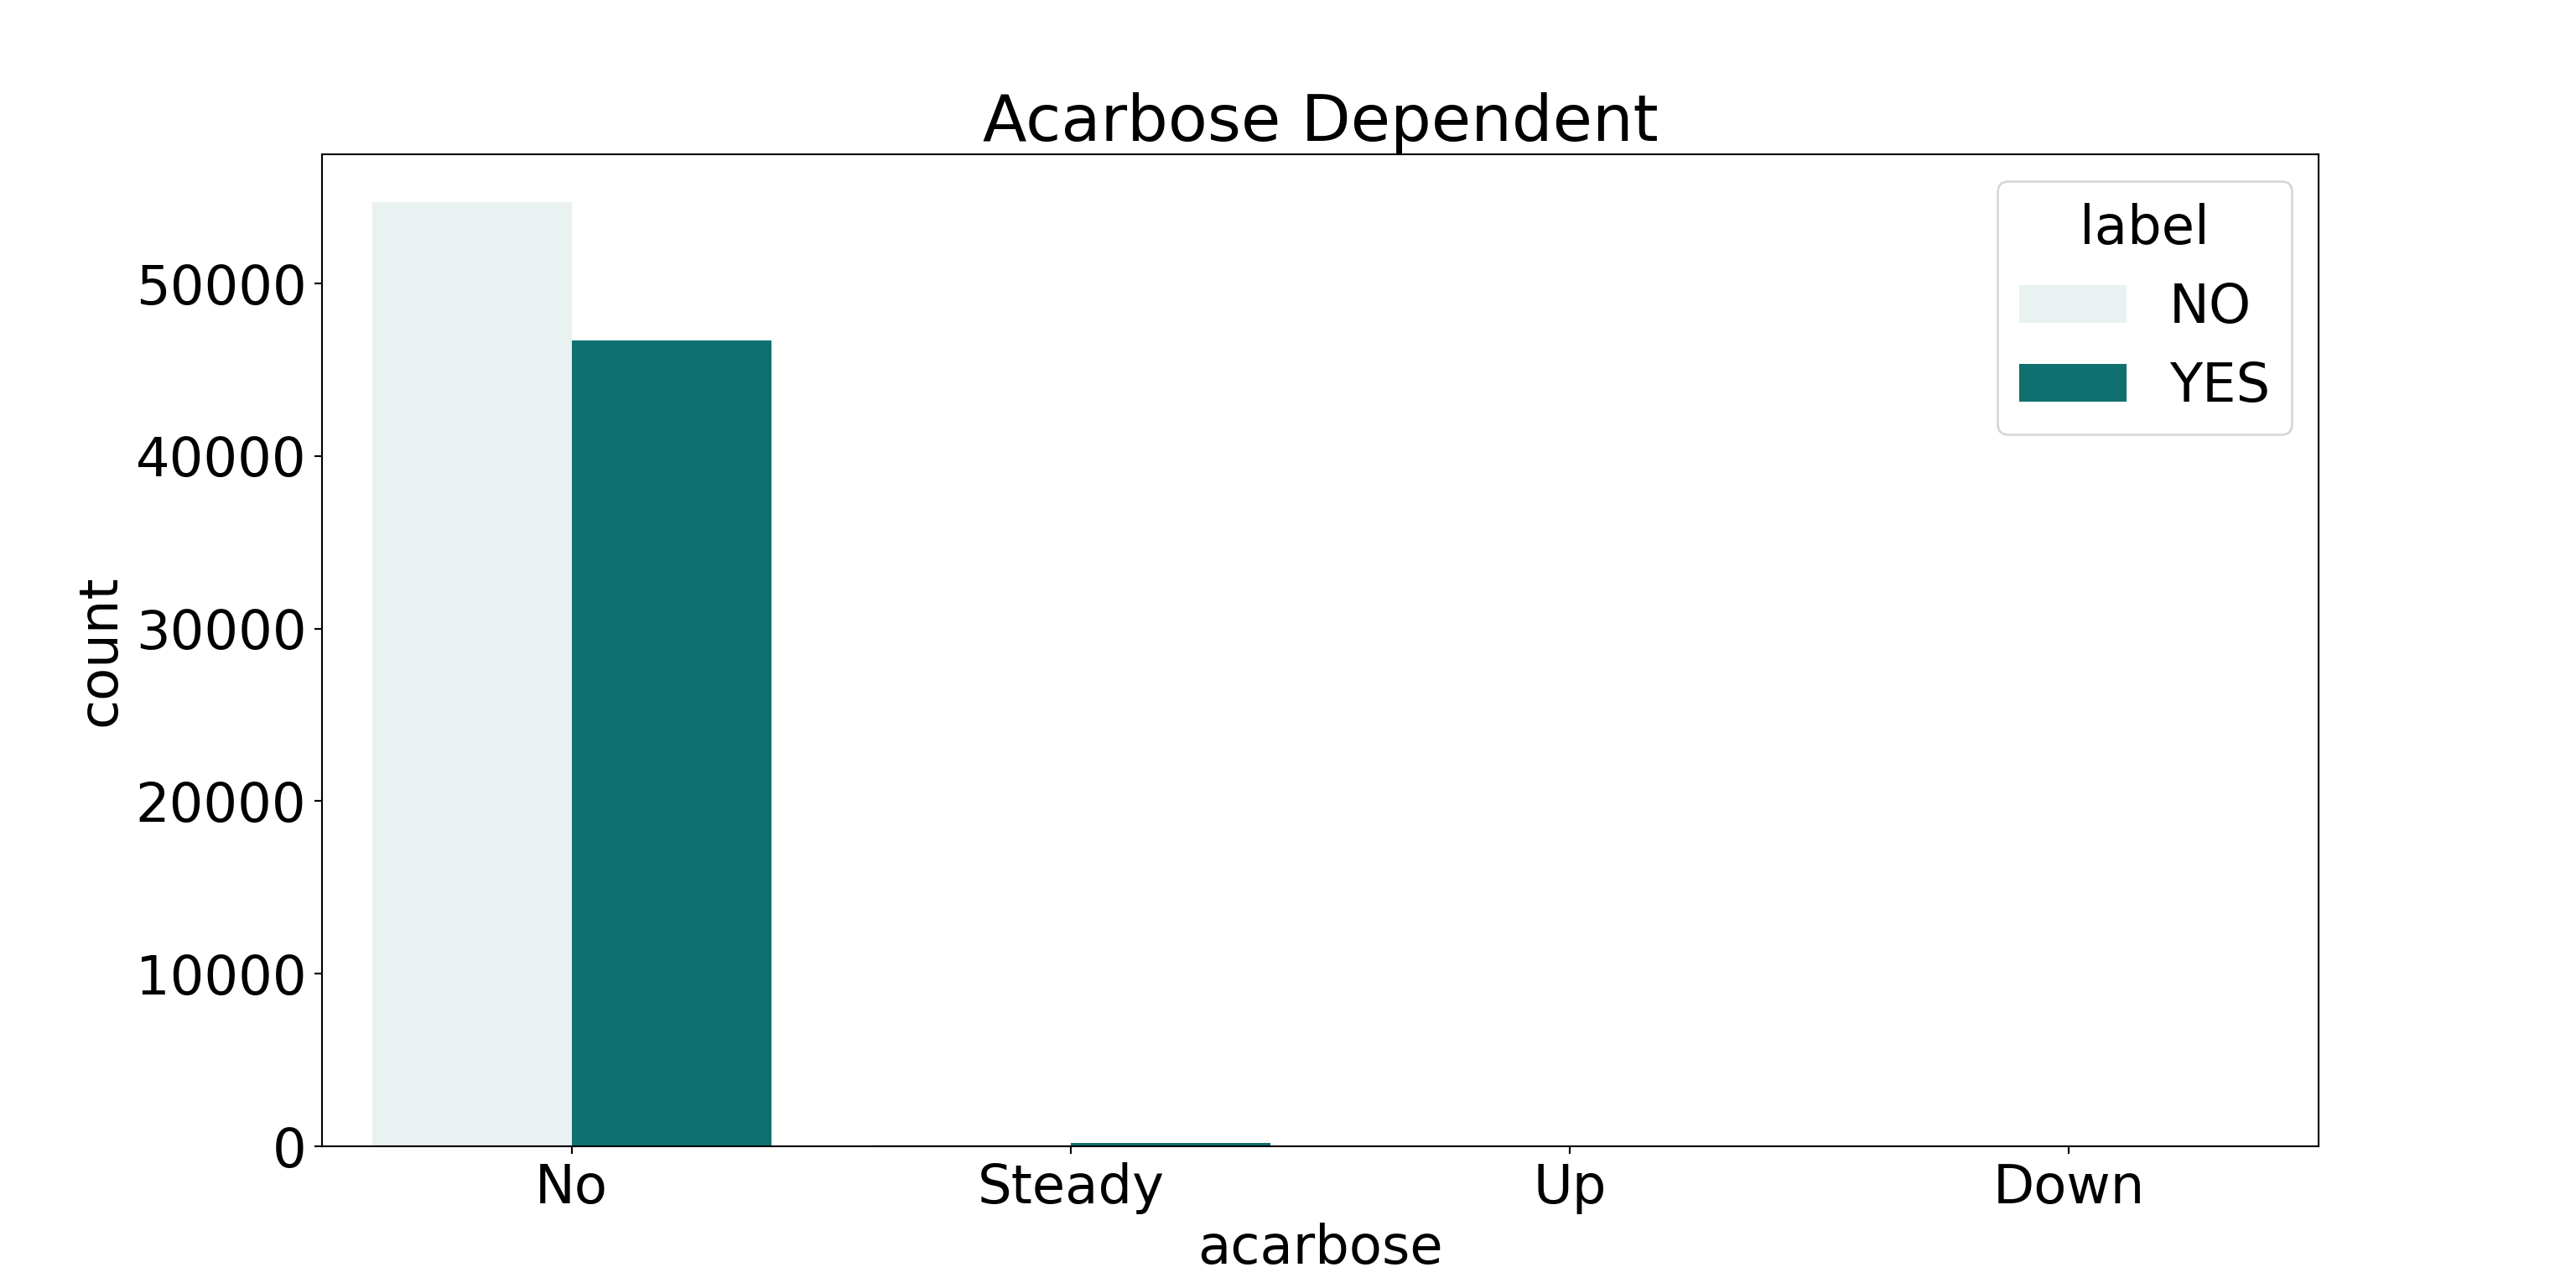 Acarbose Dependent
label
NO
YES
50000
40000
30000
20000
10000
0
count
No
Steady
Up
Down
acarbose